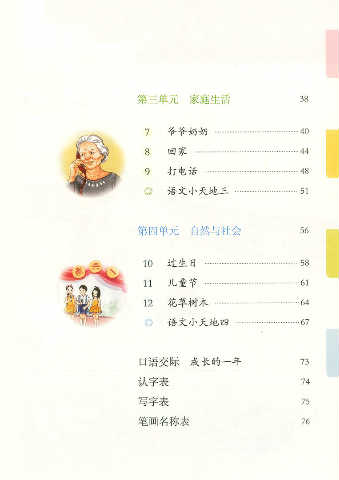 第三单元 家庭生活 38
7 爷爷奶奶 40
8 回家 44
9 打电话 48
语文小天地三 51
第四单元 自然与社会 56
10 过生日 58
11 儿童节 61
12 花草树木 64
语文小天地四 67
口语交际 成长的一年 73
认字表 74
写字表 75
笔画名称表 76